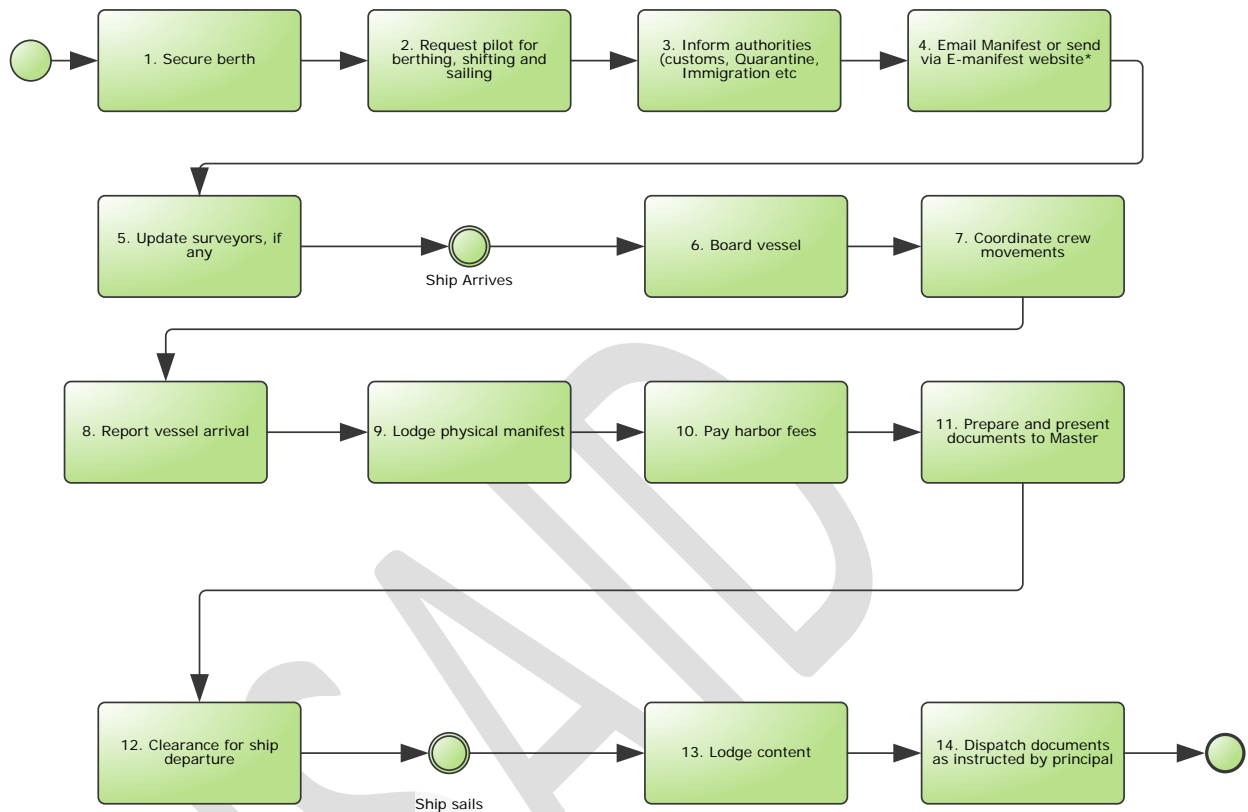 1. Secure berth
2. Request pilot for
berthing, shifting and
sailing
3. Inform authorities
(customs, Quarantine,
Immigration etc
4. Email Manifest or send
via E-manifest website*
5. Update surveyors, if
any
Ship Arrives
6. Board vessel
7. Coordinate crew
movements
8. Report vessel arrival
9. Lodge physical manifest
10. Pay harbor fees
11. Prepare and present
documents to Master
12. Clearance for ship
departure
Ship sails
13. Lodge content
14. Dispatch documents
as instructed by principal
SAID